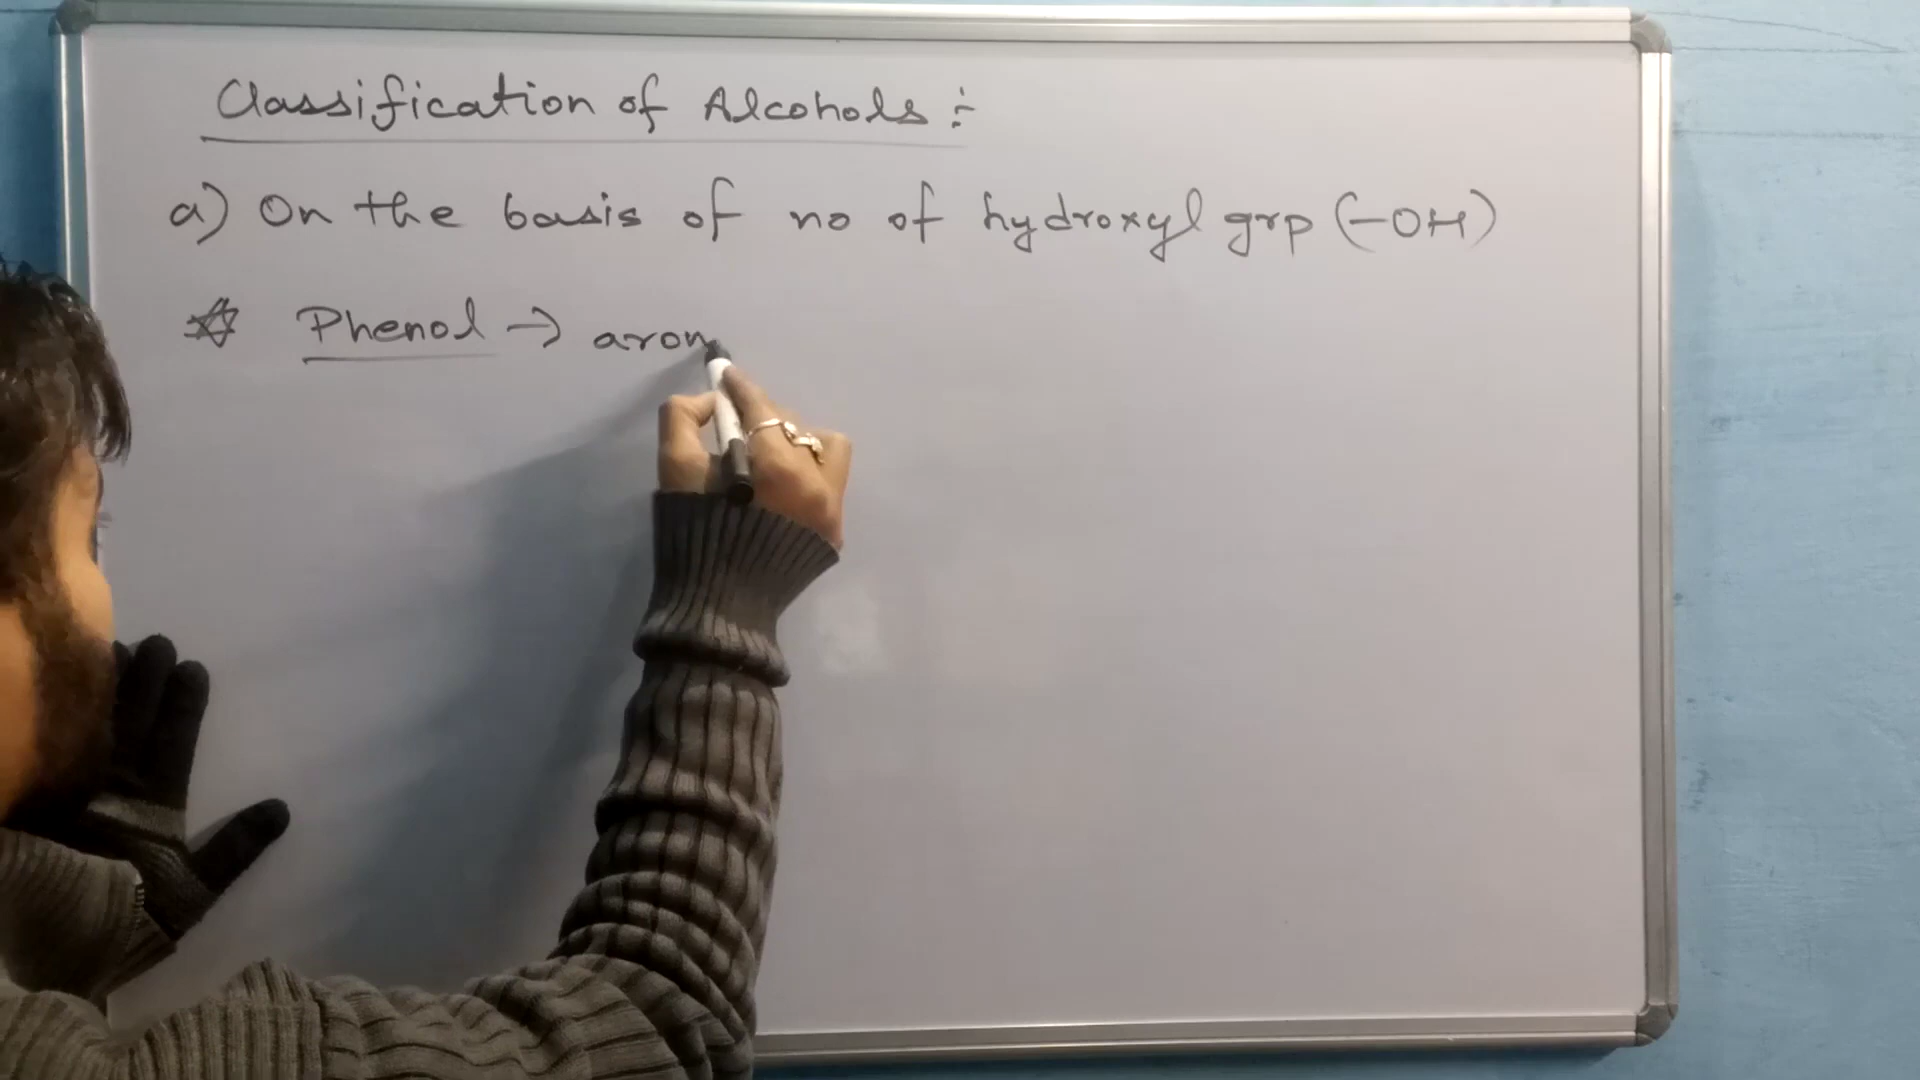 Classification of Alcohols :-
a) On the basis of no of hydroxyl grp (-OH)
☆ Phenol → arom